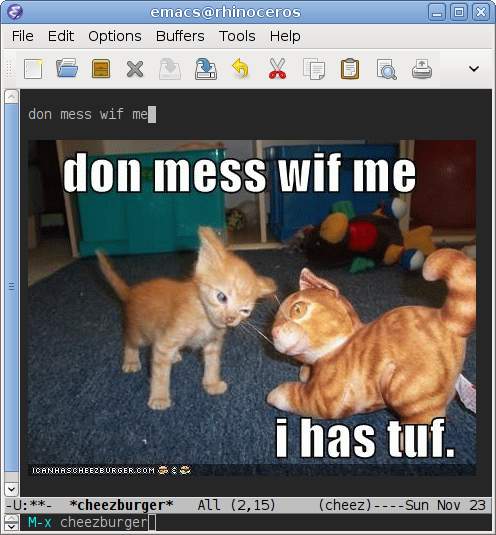 emacs@rhinoceros
File Edit Options Buffers Tools Help
don mess wif me
don mess wif me
i has tuf.
ICANHASCHEEZBURGER.COM
-U:**- *cheezburger* All (2,15) (cheez)----Sun Nov 23
M-x cheezburger